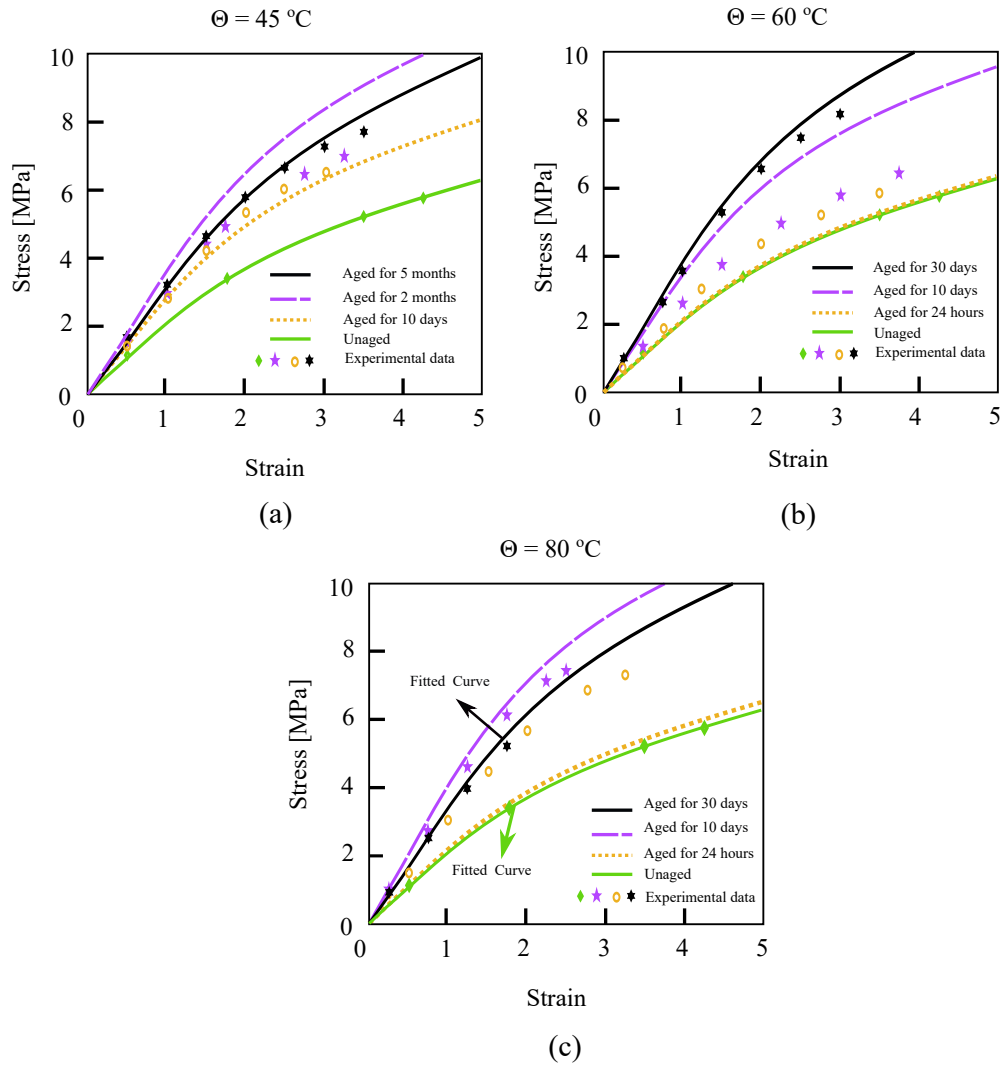 Θ = 45 ºC
10
8
6
4
2
0
0 1 2 3 4 5
Stress [MPa]
Strain
Aged for 5 months
Aged for 2 months
Aged for 10 days
Unaged
Experimental data
(a)
Θ = 60 ºC
10
8
6
4
2
0
0 1 2 3 4 5
Stress [MPa]
Strain
Aged for 30 days
Aged for 10 days
Aged for 24 hours
Unaged
Experimental data
(b)
Θ = 80 ºC
10
8
6
4
2
0
0 1 2 3 4 5
Stress [MPa]
Strain
Fitted Curve
Fitted Curve
Aged for 30 days
Aged for 10 days
Aged for 24 hours
Unaged
Experimental data
(c)